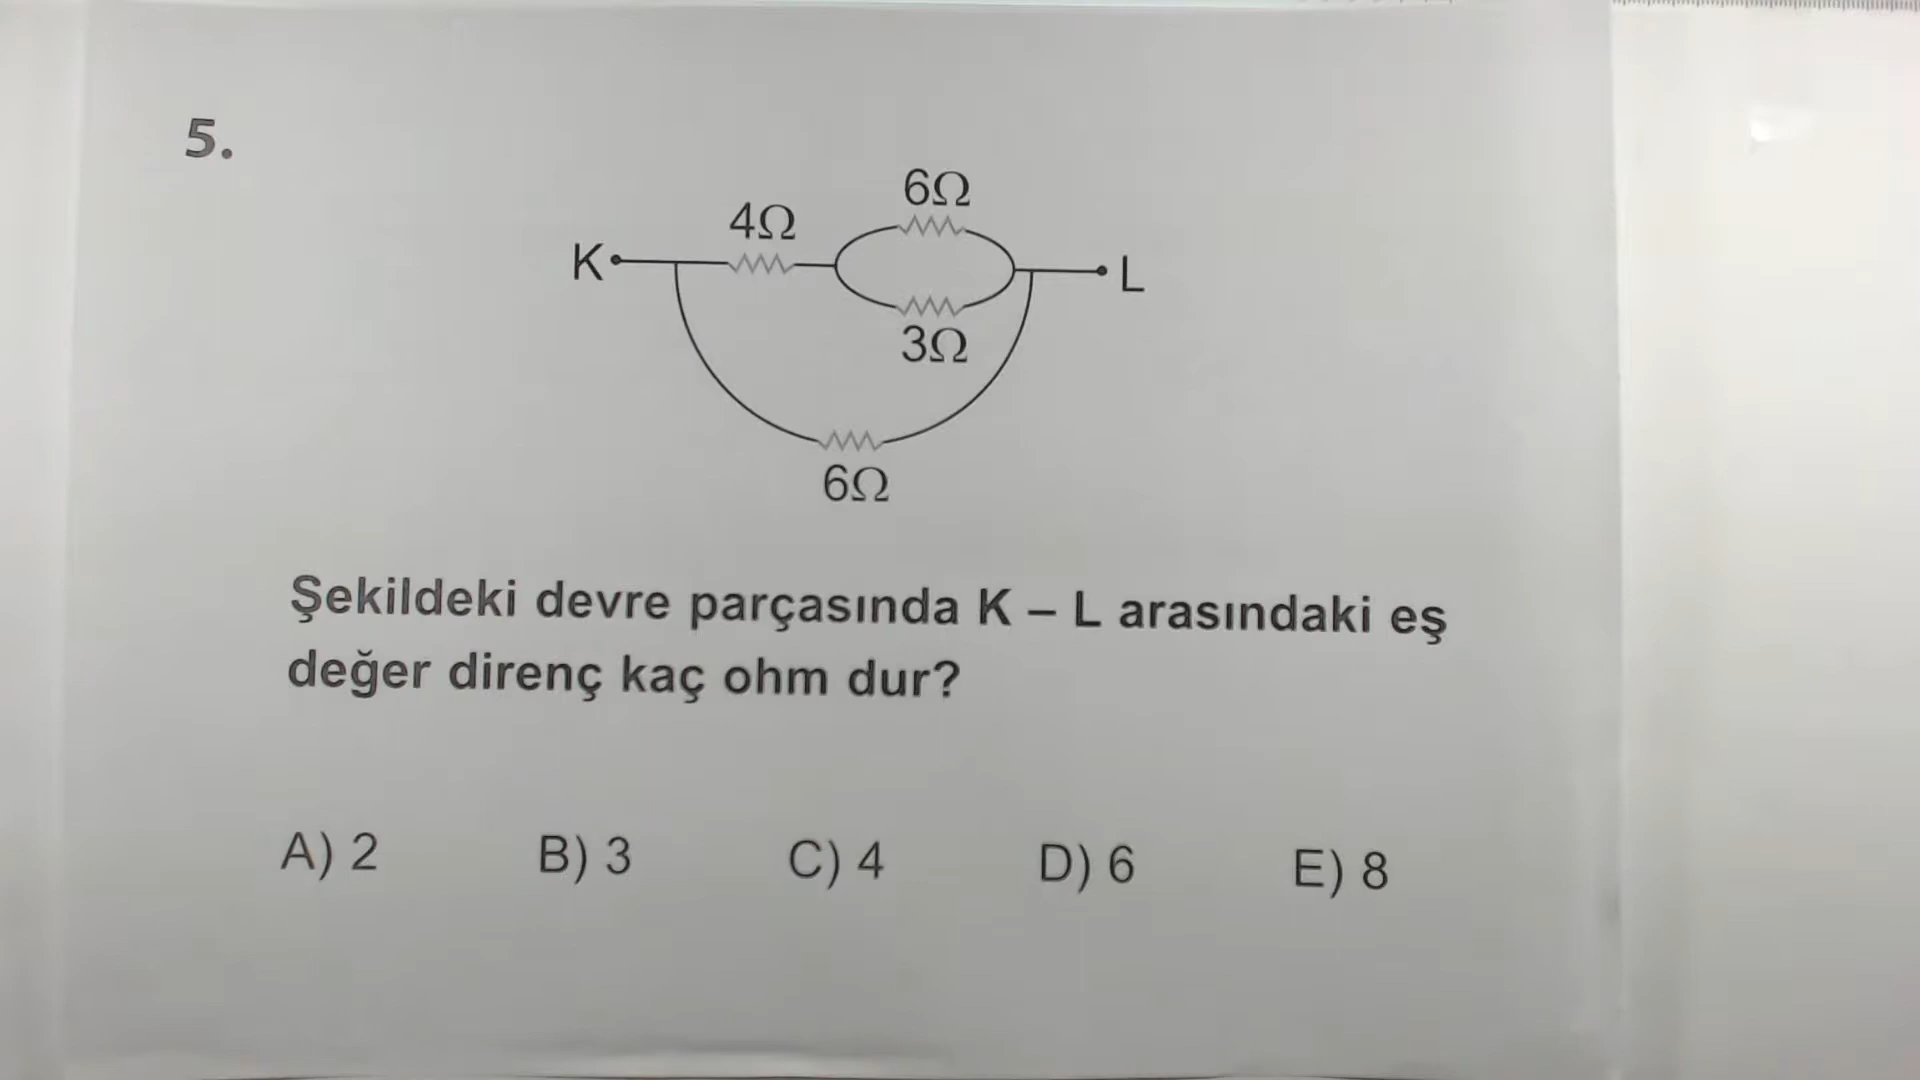 5.
6Ω
4Ω
K
L
3Ω
6Ω
Şekildeki devre parçasında K – L arasındaki eş
değer direnç kaç ohm dur?
A) 2 B) 3 C) 4 D) 6 E) 8